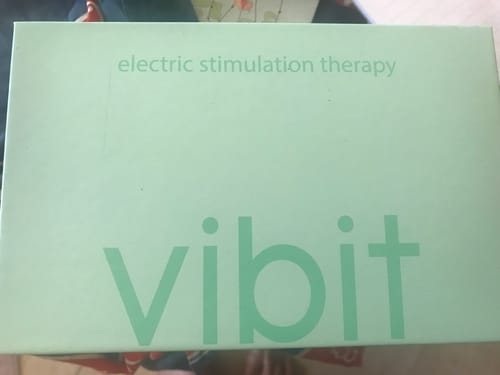 electric stimulation therapy
vibit